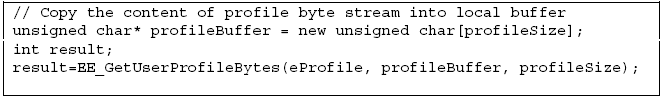 // Copy the content of profile byte stream into local buffer
unsigned char* profileBuffer = new unsigned char[profileSize];
int result;
result=EE_GetUserProfileBytes(eProfile, profileBuffer, profileSize);